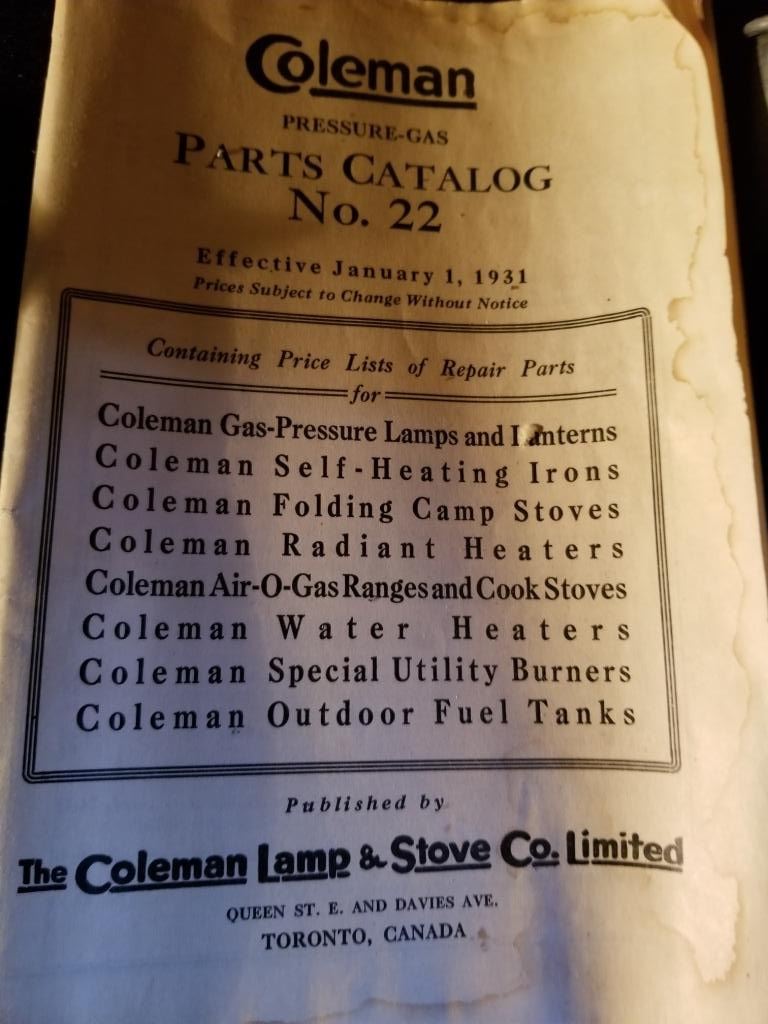 Coleman
PRESSURE-GAS
PARTS CATALOG
No. 22
Effective January 1, 1931
Prices Subject to Change Without Notice
Containing Price Lists of Repair Parts
for
Coleman Gas-Pressure Lamps and Lanterns
Coleman Self-Heating Irons
Coleman Folding Camp Stoves
Coleman Radiant Heaters
Coleman Air-O-Gas Ranges and Cook Stoves
Coleman Water Heaters
Coleman Special Utility Burners
Coleman Outdoor Fuel Tanks
Published by
The Coleman Lamp & Stove Co. Limited
QUEEN ST. E. AND DAVIES AVE.
TORONTO, CANADA